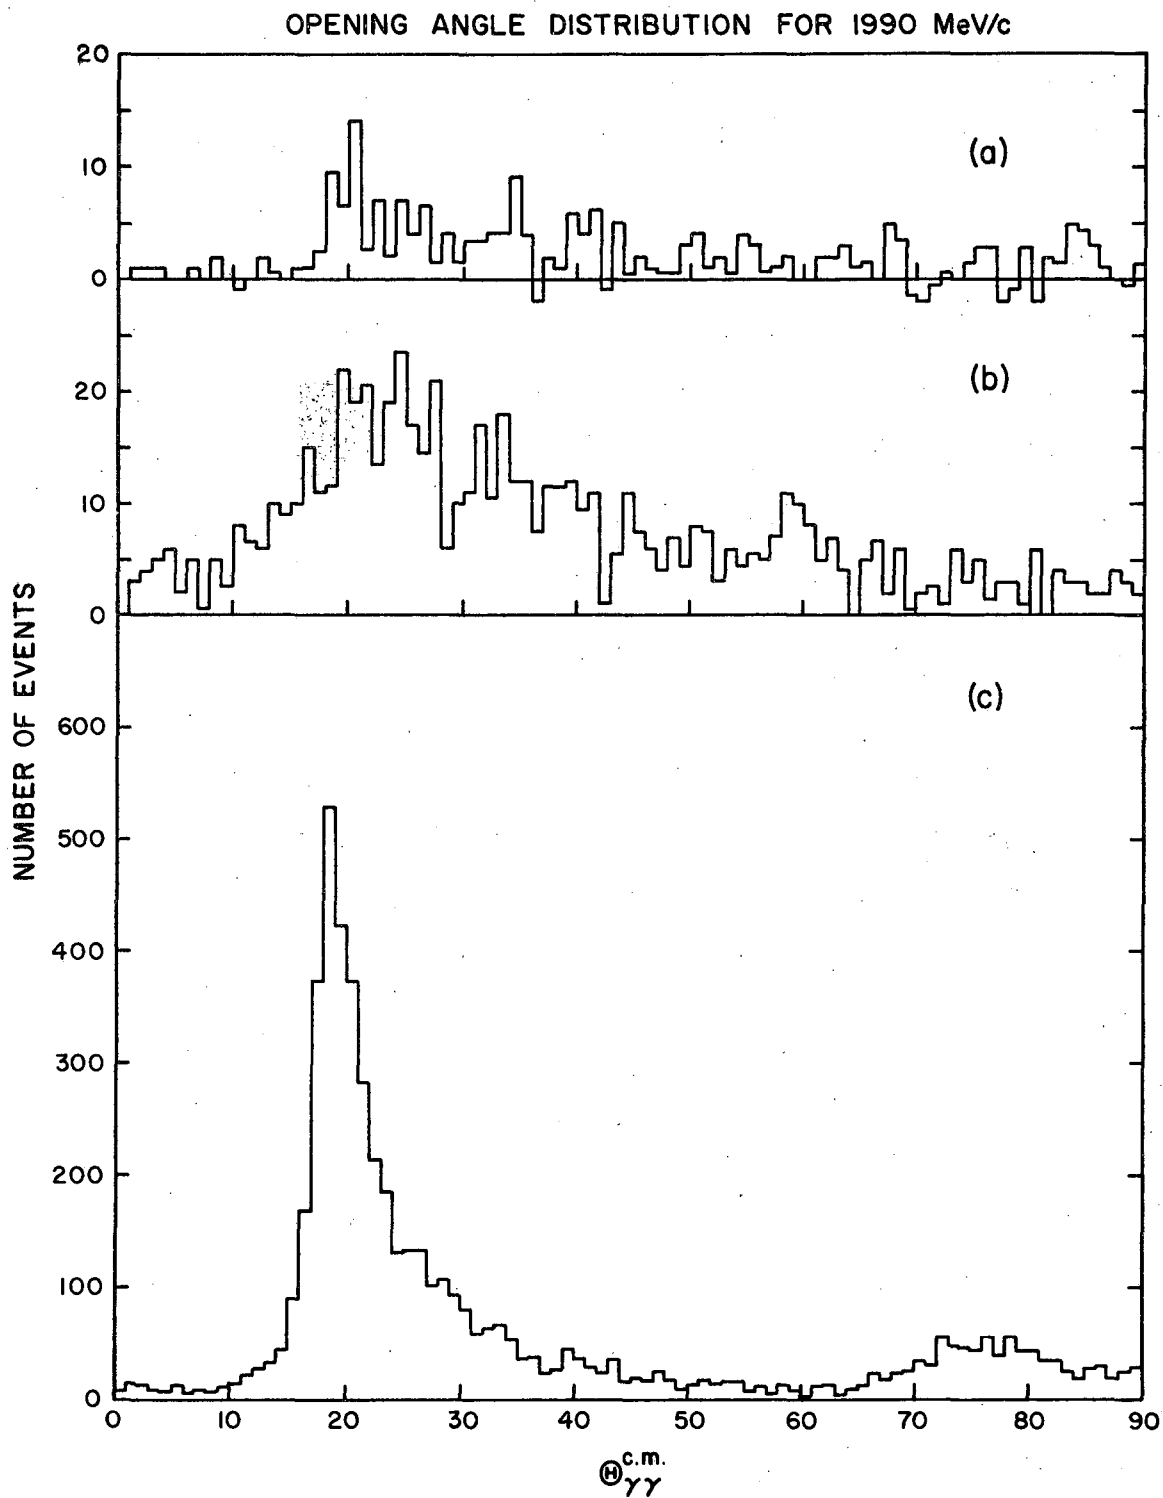 OPENING ANGLE DISTRIBUTION FOR 1990 MeV/c
20
(a)
10
0
(b)
20
10
0
(c)
600
500
400
300
200
100
0
NUMBER OF EVENTS
0 10 20 30 40 50 60 70 80 90
Θ c.m. γγ